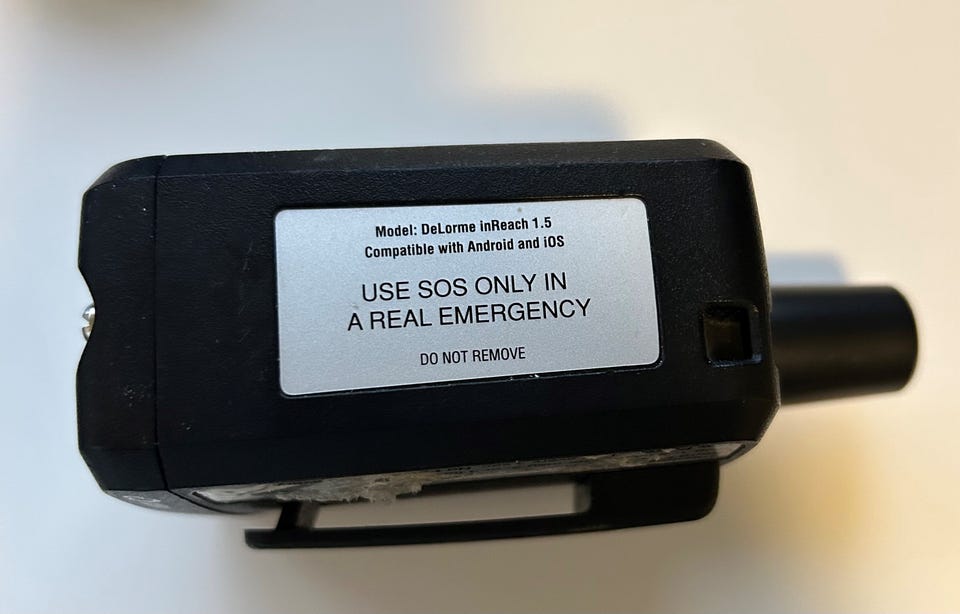 Model: DeLorme inReach 1.5
Compatible with Android and iOS
USE SOS ONLY IN
A REAL EMERGENCY
DO NOT REMOVE